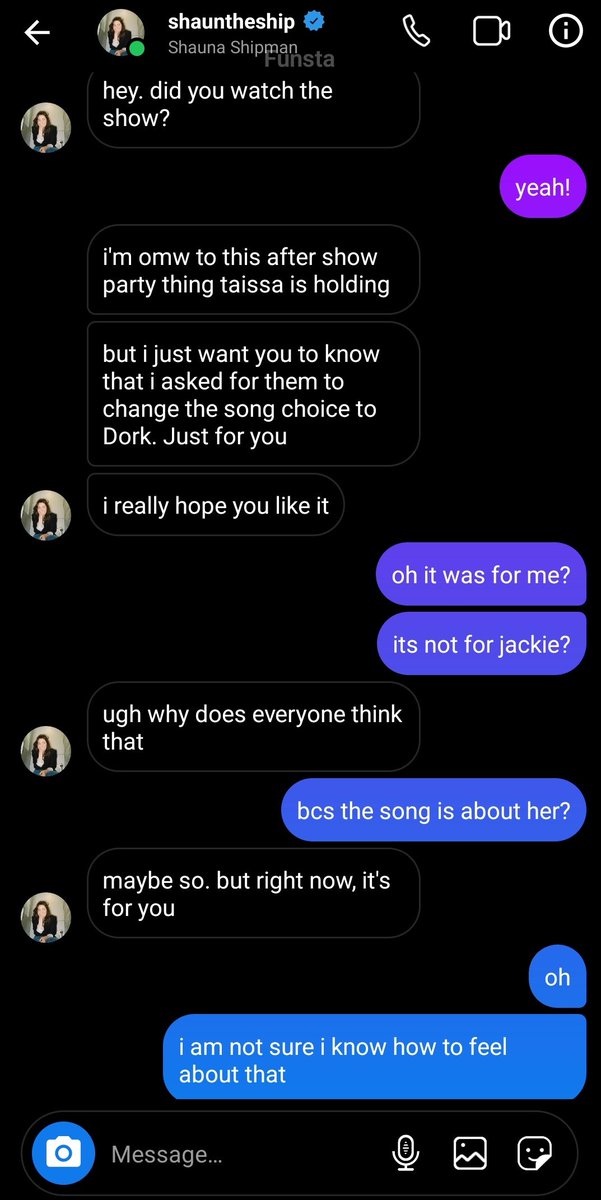 shauntheship
Shauna Shipman
Funsta
hey. did you watch the
show?
yeah!
i'm omw to this after show
party thing taissa is holding
but i just want you to know
that i asked for them to
change the song choice to
Dork. Just for you
i really hope you like it
oh it was for me?
its not for jackie?
ugh why does everyone think
that
bcs the song is about her?
maybe so. but right now, it's
for you
oh
i am not sure i know how to feel
about that
Message...